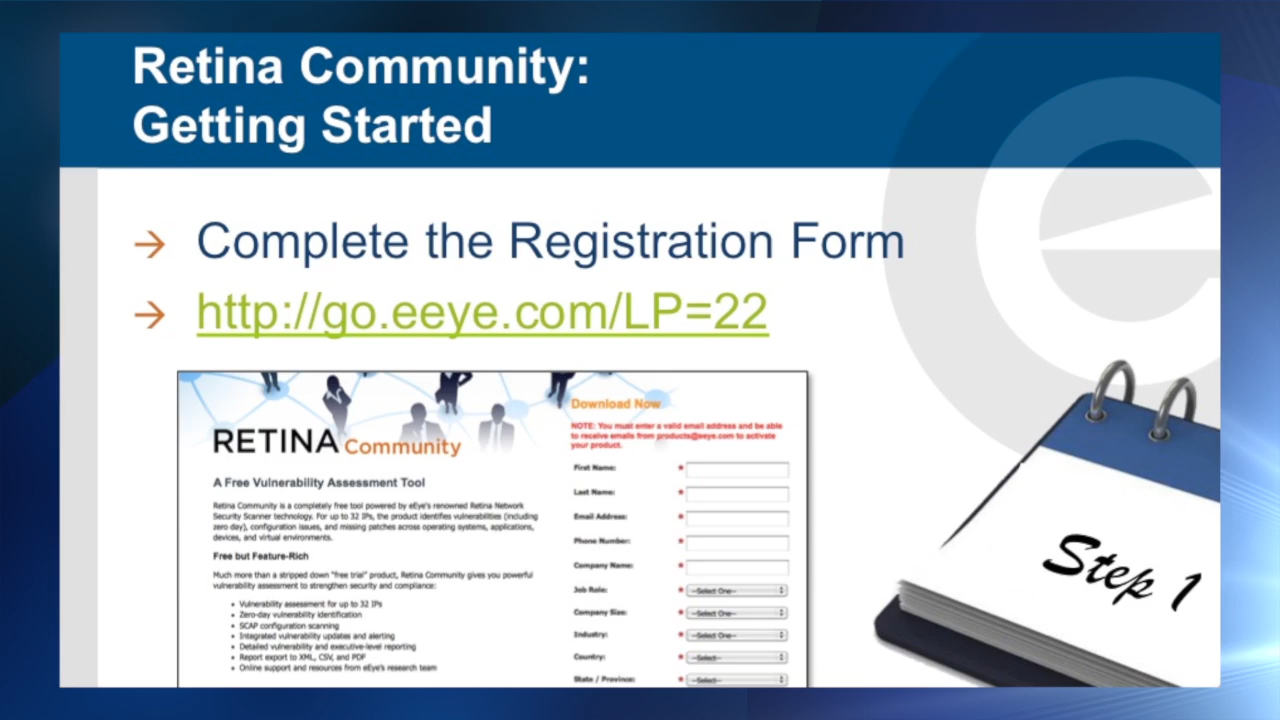 Retina Community:
Getting Started
→ Complete the Registration Form
→ http://go.eeye.com/LP=22
RETINA Community
A Free Vulnerability Assessment Tool
Retina Community is a completely free tool powered by eEye's renowned Retina Network
Security Scanner technology. For up to 32 IPs, the product identifies vulnerabilities (including
zero day), configuration issues, and missing patches across operating systems, applications,
devices, and virtual environments.
Free but Feature-Rich
Much more than a stripped down "free trial" product, Retina Community gives you powerful
vulnerability assessment to strengthen security and compliance:
• Vulnerability assessment for up to 32 IPs
• Zero-day vulnerability identification
• SCAP configuration scanning
• Integrated vulnerability updates and alerting
• Detailed vulnerability and executive-level reporting
• Report export to XML, CSV, and PDF
• Online support and resources from eEye's research team
Download Now
NOTE: You must enter a valid email address and be able
to receive emails from products@eeye.com to activate
your product.
First Name: *
Last Name: *
Email Address: *
Phone Number: *
Company Name: *
Job Role: * --Select One--
Company Size: * --Select One--
Industry: * --Select One--
Country: * --Select--
State / Province: * --Select--
Step 1